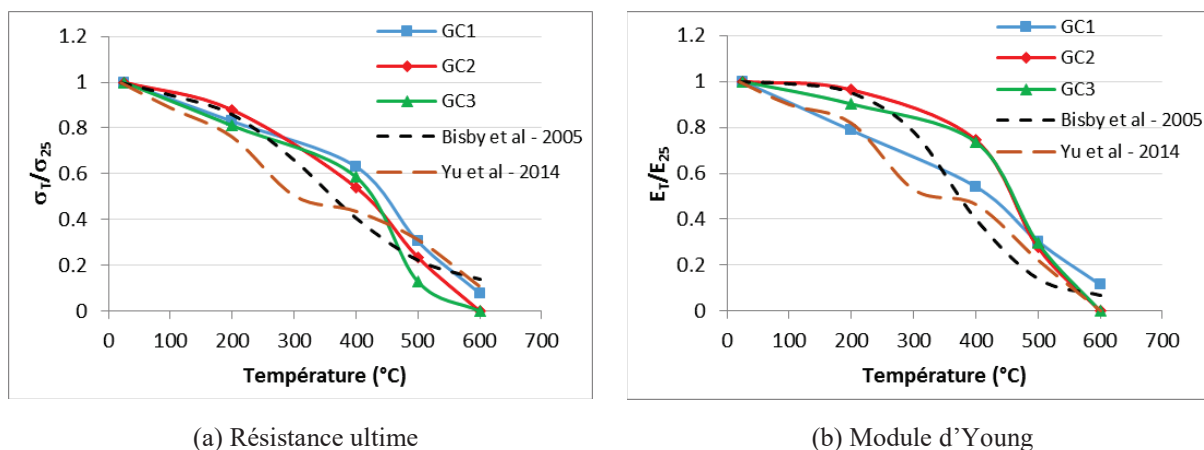 1.2
1
0.8
0.6
0.4
0.2
0
σT/σ25
0 100 200 300 400 500 600 700
Température (°C)
GC1
GC2
GC3
Bisby et al - 2005
Yu et al - 2014
(a) Résistance ultime
1.2
1
0.8
0.6
0.4
0.2
0
ET/E25
0 100 200 300 400 500 600 700
Température (°C)
GC1
GC2
GC3
Bisby et al - 2005
Yu et al - 2014
(b) Module d’Young